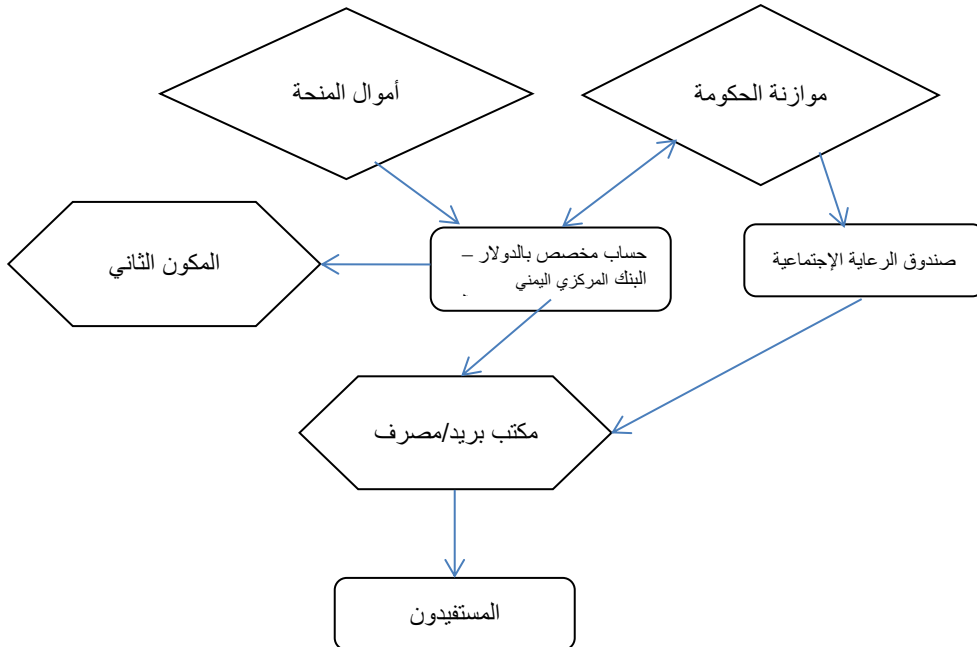 موازنة الحكومة
أموال المنحة
صندوق الرعاية الإجتماعية
حساب مخصص بالدولار –
البنك المركزي اليمني
المكون الثاني
مكتب بريد/مصرف
المستفيدون